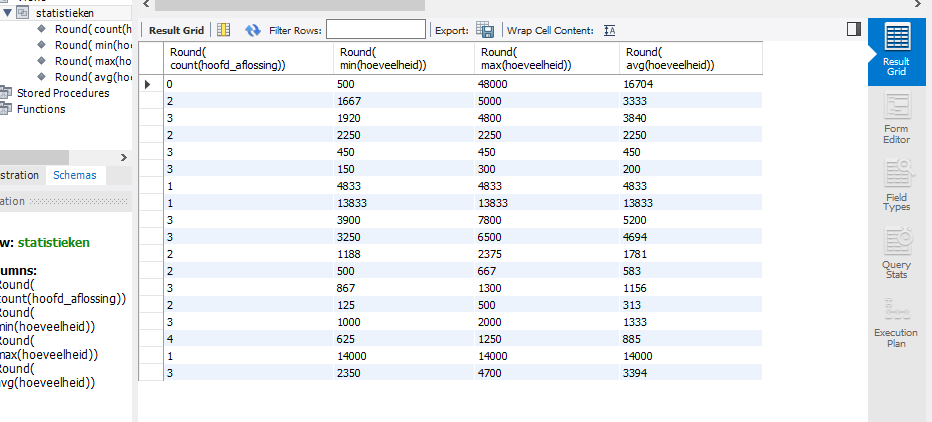 statistieken
Round( count(h
Round( min(hoe
Round( max(ho
Round( avg(hoe
Stored Procedures
Functions
stration Schemas
ation
w: statistieken
umns:
Round(
count(hoofd_aflossing))
Round(
min(hoeveelheid))
Round(
max(hoeveelheid))
Round(
avg(hoeveelheid))
Result Grid Filter Rows: Export: Wrap Cell Content: IA
Round( Round( Round( Round(
count(hoofd_aflossing)) min(hoeveelheid)) max(hoeveelheid)) avg(hoeveelheid))
0 500 48000 16704
2 1667 5000 3333
3 1920 4800 3840
2 2250 2250 2250
3 450 450 450
3 150 300 200
1 4833 4833 4833
1 13833 13833 13833
3 3900 7800 5200
3 3250 6500 4694
2 1188 2375 1781
2 500 667 583
3 867 1300 1156
2 125 500 313
3 1000 2000 1333
4 625 1250 885
1 14000 14000 14000
3 2350 4700 3394
Result
Grid
Form
Editor
Field
Types
Query
Stats
Execution
Plan